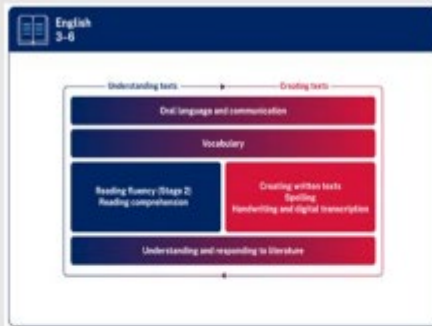 English
3–6
Understanding texts
Creating texts
Oral language and communication
Vocabulary
Reading fluency (Stage 2)
Reading comprehension
Creating written texts
Spelling
Handwriting and digital transcription
Understanding and responding to literature